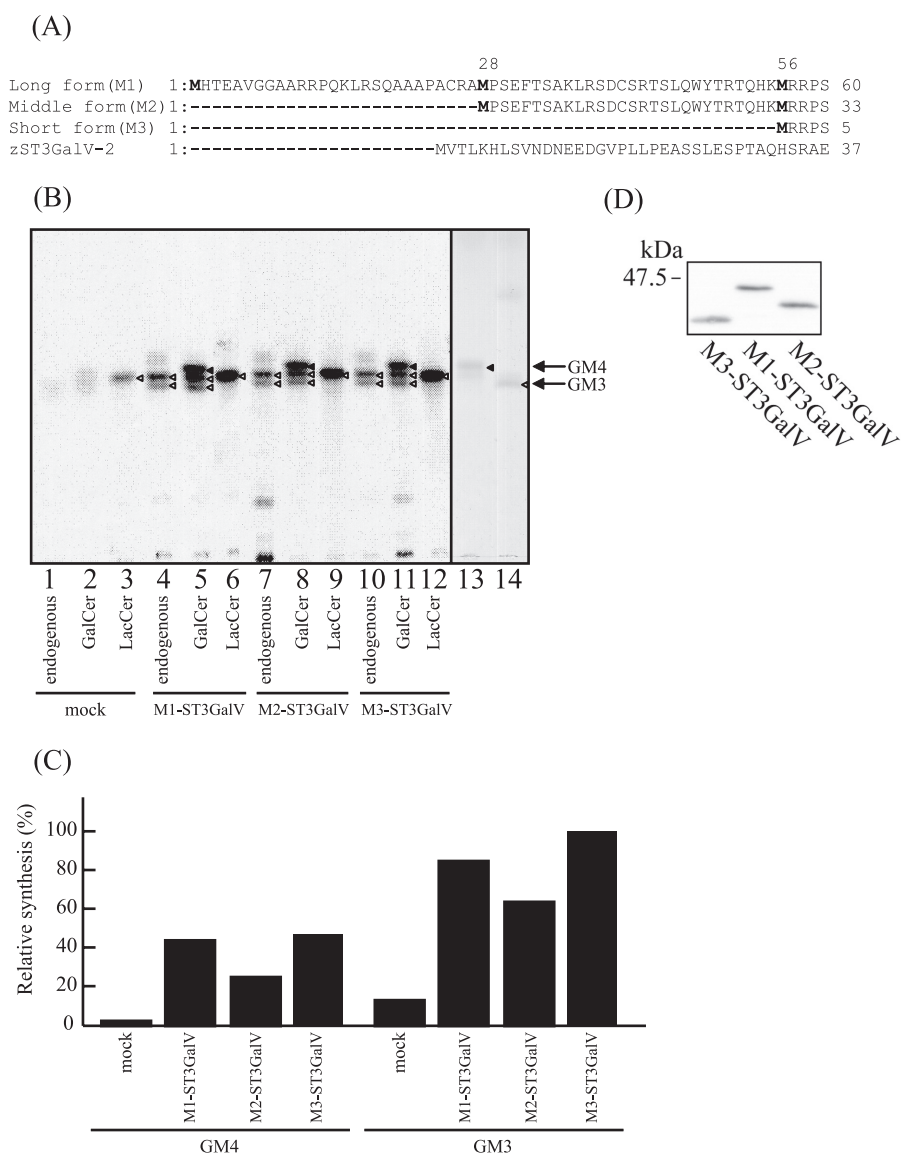 (A)
28 56
Long form(M1) 1:MHTEAVGGAARRPQKLRSQAAAPACRAMPSEFTSAKLRSDCSRTSLQWYTRTQHKMRRPS 60
Middle form(M2)1:---------------------------MPSEFTSAKLRSDCSRTSLQWYTRTQHKMRRPS 33
Short form(M3) 1:-------------------------------------------------------MRRPS 5
zST3GalV-2 1:-----------------------MVTLKHLSVNDNEEDGVPLLPEASSLESPTAQHSRAE 37
(B)
GM4
GM3
1 2 3 4 5 6 7 8 9 10 11 12 13 14
endogenous GalCer LacCer endogenous GalCer LacCer endogenous GalCer LacCer endogenous GalCer LacCer
mock M1-ST3GalV M2-ST3GalV M3-ST3GalV
(D)
kDa
47.5
M3-ST3GalV
M1-ST3GalV
M2-ST3GalV
(C)
Relative synthesis (%)
100
80
60
40
20
0
mock M1-ST3GalV M2-ST3GalV M3-ST3GalV mock M1-ST3GalV M2-ST3GalV M3-ST3GalV
GM4 GM3